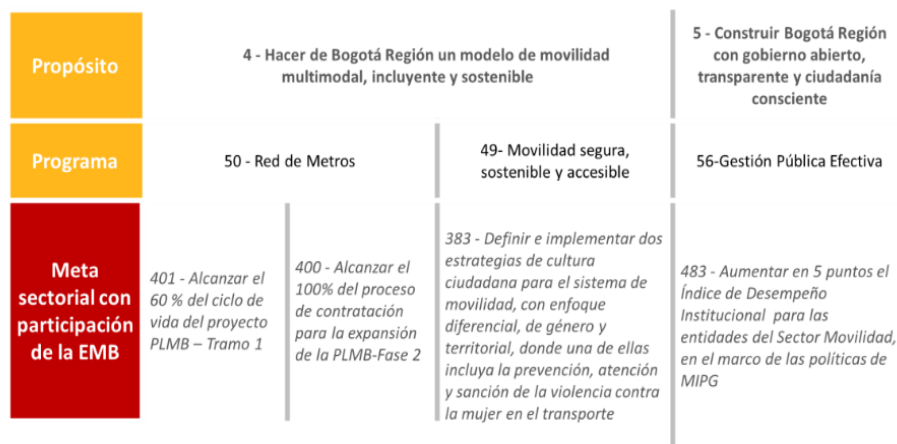 Propósito
4 - Hacer de Bogotá Región un modelo de movilidad
multimodal, incluyente y sostenible
5 - Construir Bogotá Región
con gobierno abierto,
transparente y ciudadanía
consciente
Programa
50 - Red de Metros
49- Movilidad segura,
sostenible y accesible
56-Gestión Pública Efectiva
Meta
sectorial con
participación
de la EMB
401 - Alcanzar el
60 % del ciclo de
vida del proyecto
PLMB – Tramo 1
400 - Alcanzar el
100% del proceso
de contratación
para la expansión
de la PLMB-Fase 2
383 - Definir e implementar dos
estrategias de cultura
ciudadana para el sistema de
movilidad, con enfoque
diferencial, de género y
territorial, donde una de ellas
incluya la prevención, atención
y sanción de la violencia contra
la mujer en el transporte
483 - Aumentar en 5 puntos el
Índice de Desempeño
Institucional para las
entidades del Sector Movilidad,
en el marco de las políticas de
MIPG